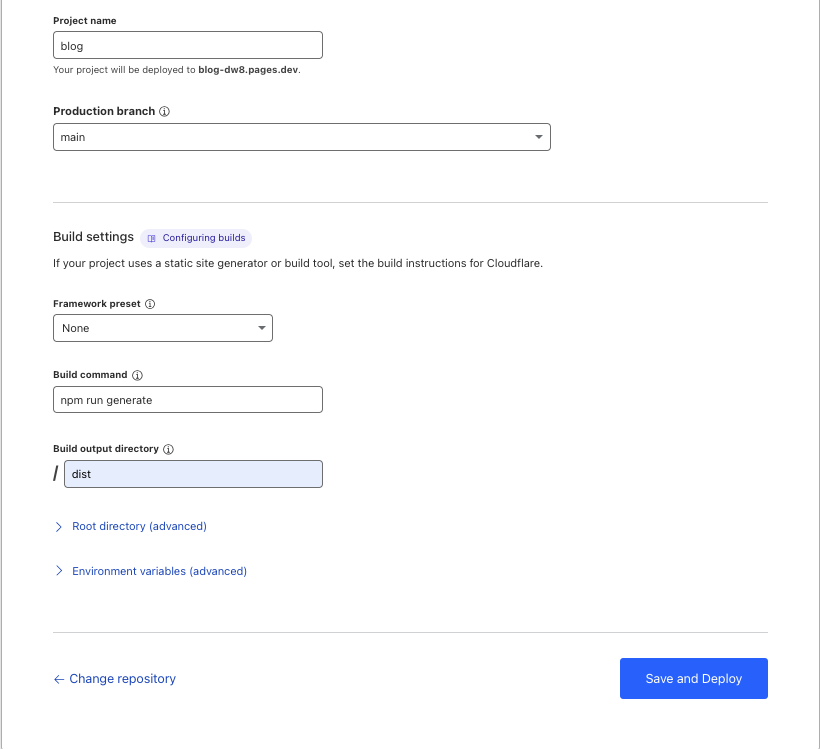 Project name
blog
Your project will be deployed to blog-dw8.pages.dev.
Production branch
main
Build settings Configuring builds
If your project uses a static site generator or build tool, set the build instructions for Cloudflare.
Framework preset
None
Build command
npm run generate
Build output directory
/ dist
Root directory (advanced)
Environment variables (advanced)
← Change repository Save and Deploy